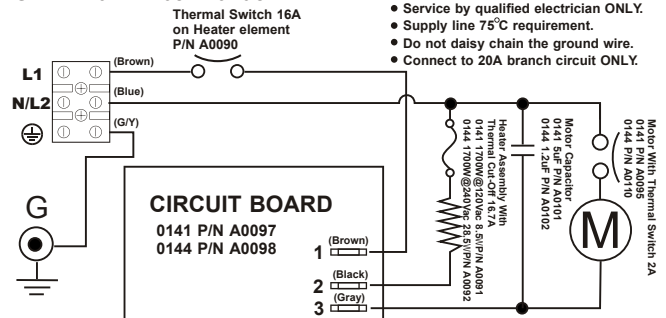 Thermal Switch 16A
on Heater element
P/N A0090
● Service by qualified electrician ONLY.
● Supply line 75°C requirement.
● Do not daisy chain the ground wire.
● Connect to 20A branch circuit ONLY.
L1
(Brown)
N/L2
(Blue)
(G/Y)
G
CIRCUIT BOARD
0141 P/N A0097
0144 P/N A0098
1
(Brown)
2
(Black)
3
(Gray)
Heater Assembly With
Thermal Cut-Off 16.7A
0141 1700W@120Vac 8.5\/P/N A0091
0144 1700W@240Vac 28.5\/P/N A0092
Motor Capacitor
0141 5uF P/N A0101
0144 1.2uF P/N A0102
Motor With Thermal Switch 2A
0141 P/N A0095
0144 P/N A0110
M